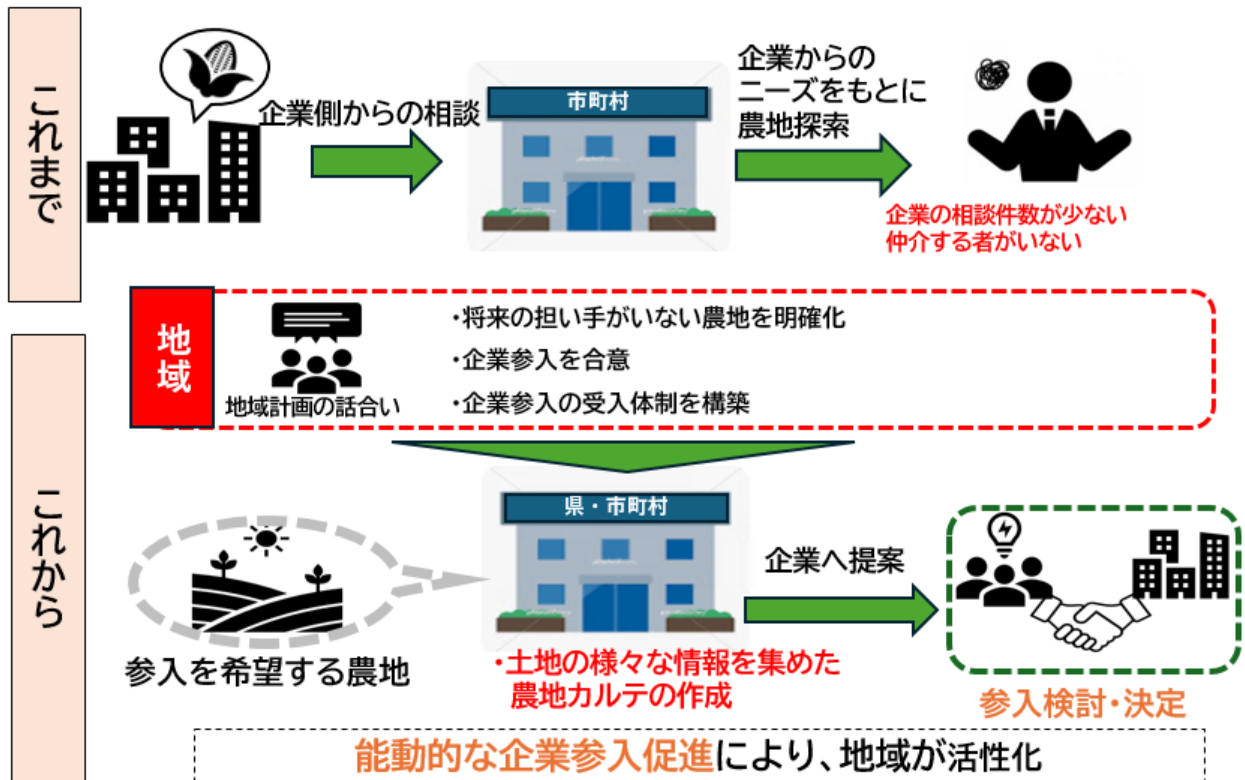 これまで
企業側からの相談
市町村
企業からの
ニーズをもとに
農地探索
企業の相談件数が少ない
仲介する者がいない
これから
地域
地域計画の話合い
・将来の担い手がいない農地を明確化
・企業参入を合意
・企業参入の受入体制を構築
参入を希望する農地
県・市町村
・土地の様々な情報を集めた
農地カルテの作成
企業へ提案
参入検討・決定
能動的な企業参入促進により、地域が活性化